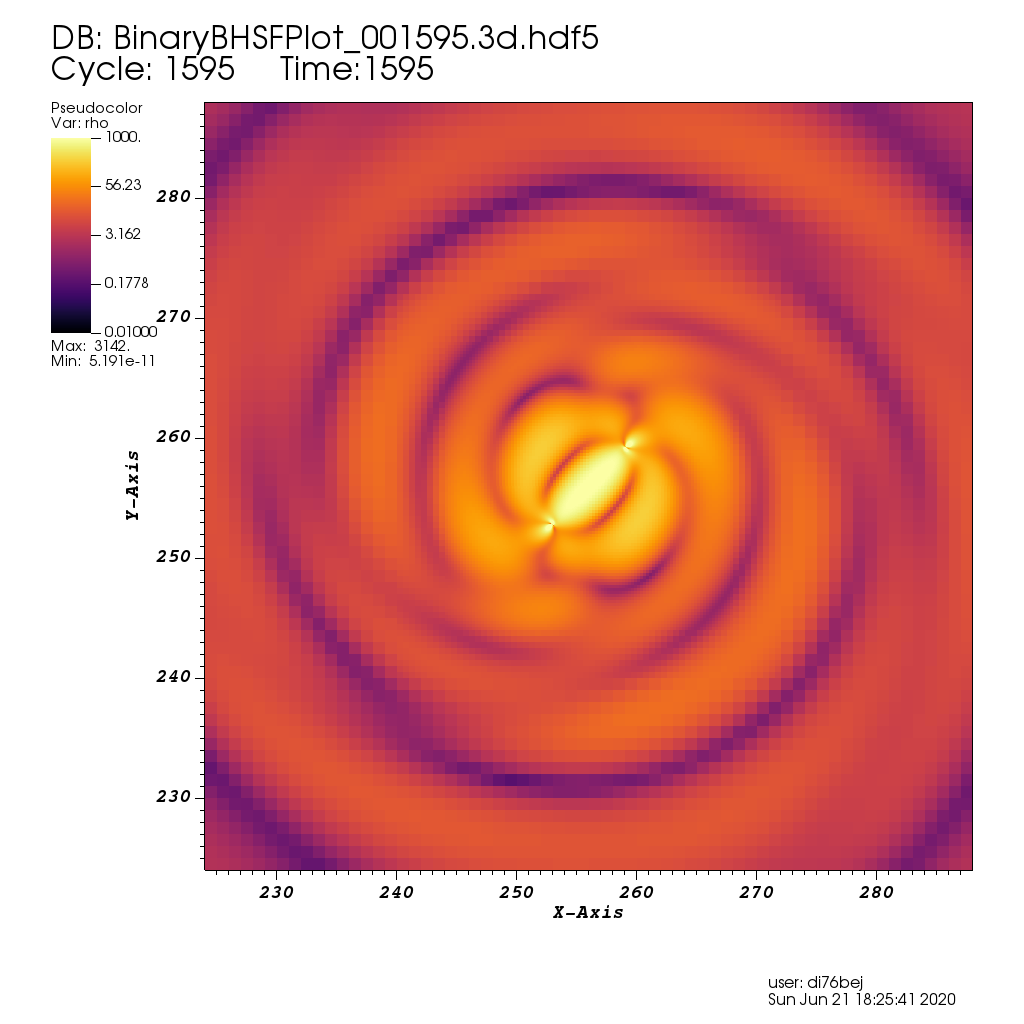 DB: BinaryBHSFPlot_001595.3d.hdf5
Cycle: 1595 Time:1595
Pseudocolor
Var: rho
1000.
56.23
3.162
0.1778
0.01000
Max: 3142.
Min: 5.191e-11
280
270
260
250
240
230
Y-Axis
230 240 250 260 270 280
X-Axis
user: di76bej
Sun Jun 21 18:25:41 2020